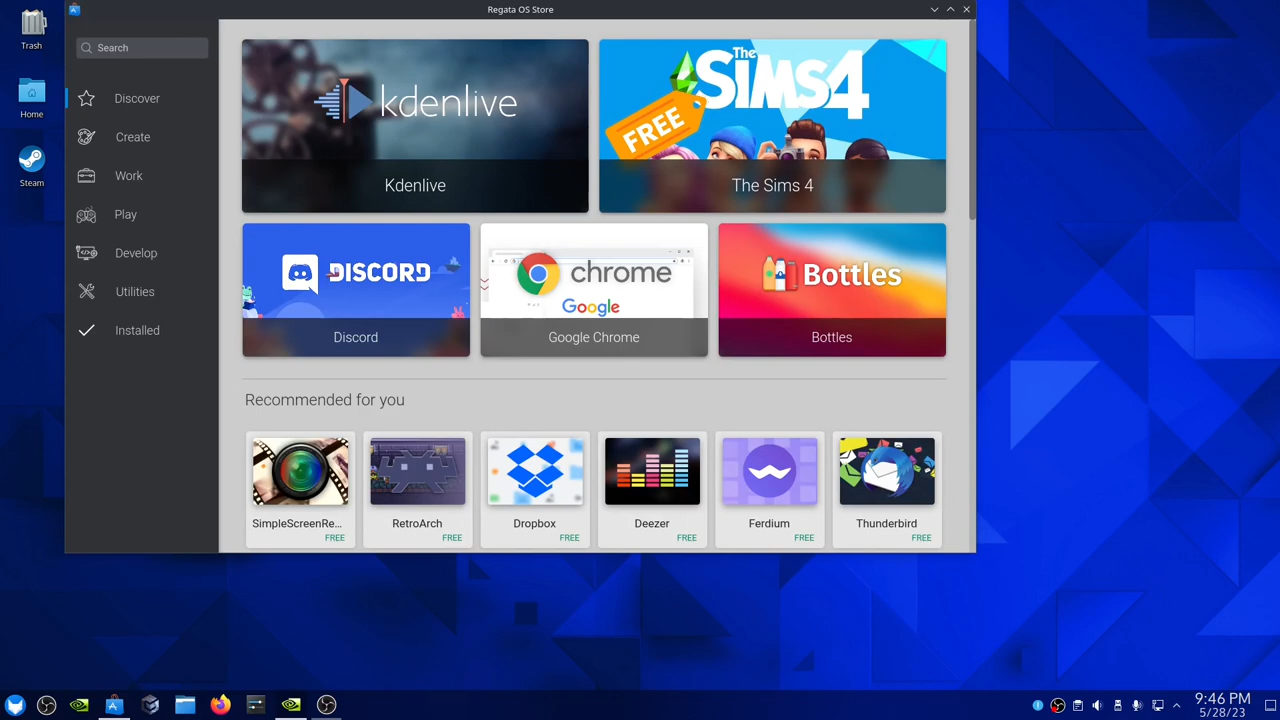 Regata OS Store
Trash
Home
Steam
Search
Discover
Create
Work
Play
Develop
Utilities
Installed
kdenlive
Kdenlive
The
SIMS4
FREE
The Sims 4
DISCORD
Discord
chrome
Google
Google Chrome
Bottles
Bottles
Recommended for you
SimpleScreenRe...
FREE
RetroArch
FREE
Dropbox
FREE
Deezer
FREE
Ferdium
FREE
Thunderbird
FREE
9:46 PM
5/28/23